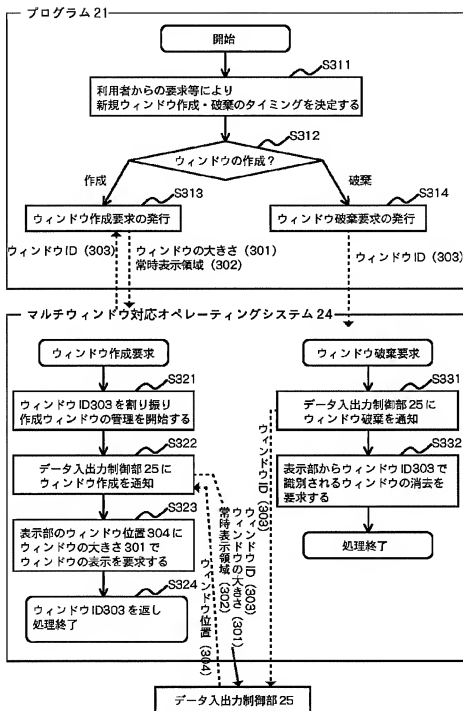 プログラム21
開始
S311
利用者からの要求等により
新規ウィンドウ作成・破棄のタイミングを決定する
S312
ウィンドウの作成?
作成
破棄
S313
ウィンドウ作成要求の発行
S314
ウィンドウ破棄要求の発行
ウィンドウID(303)
ウィンドウの大きさ(301)
常時表示領域(302)
ウィンドウID(303)
マルチウィンドウ対応オペレーティングシステム24
ウィンドウ作成要求
S321
ウィンドウID303を割り振り
作成ウィンドウの管理を開始する
S322
データ入出力制御部25に
ウィンドウ作成を通知
S323
表示部のウィンドウ位置304に
ウィンドウの大きさ301で
ウィンドウの表示を要求する
S324
ウィンドウID303を返し
処理終了
ウィンドウ破棄要求
S331
データ入出力制御部25に
ウィンドウ破棄を通知
S332
表示部からウィンドウID303で
識別されるウィンドウの消去を
要求する
処理終了
ウィンドウID(303)
ウィンドウID(303)
ウィンドウの大きさ(301)
常時表示領域(302)
ウィンドウ位置(304)
データ入出力制御部25